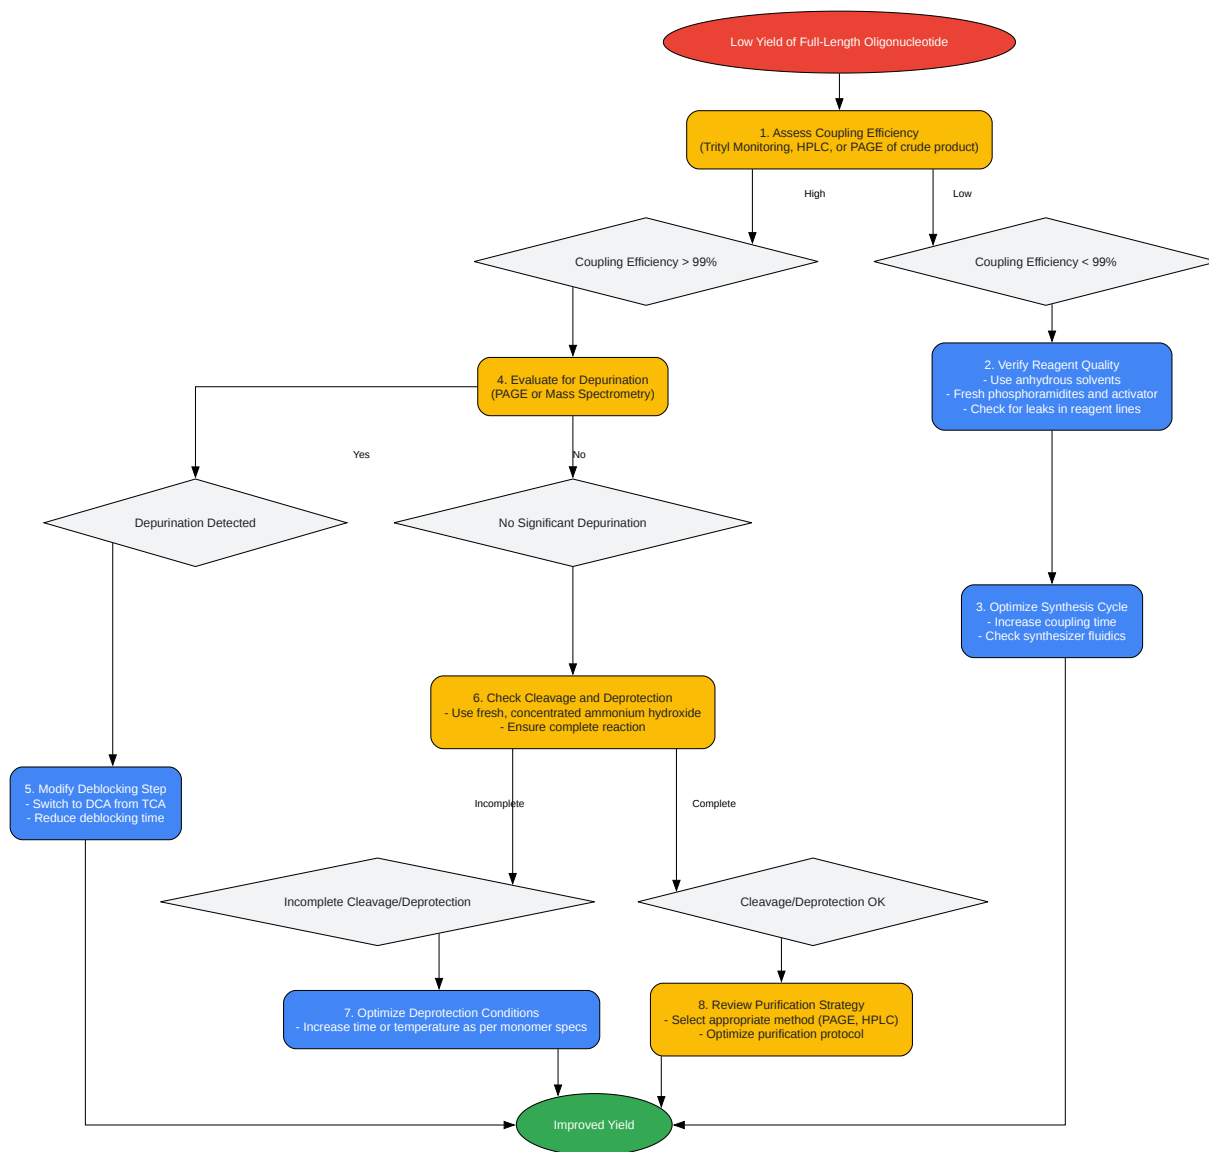 Low Yield of Full-Length Oligonucleotide
1. Assess Coupling Efficiency
(Trityl Monitoring, HPLC, or PAGE of crude product)
High
Low
Coupling Efficiency > 99%
Coupling Efficiency < 99%
2. Verify Reagent Quality
- Use anhydrous solvents
- Fresh phosphoramidites and activator
- Check for leaks in reagent lines
4. Evaluate for Depurination
(PAGE or Mass Spectrometry)
Yes
No
Depurination Detected
No Significant Depurination
3. Optimize Synthesis Cycle
- Increase coupling time
- Check synthesizer fluidics
6. Check Cleavage and Deprotection
- Use fresh, concentrated ammonium hydroxide
- Ensure complete reaction
5. Modify Deblocking Step
- Switch to DCA from TCA
- Reduce deblocking time
Incomplete
Complete
Incomplete Cleavage/Deprotection
Cleavage/Deprotection OK
7. Optimize Deprotection Conditions
- Increase time or temperature as per monomer specs
8. Review Purification Strategy
- Select appropriate method (PAGE, HPLC)
- Optimize purification protocol
Improved Yield